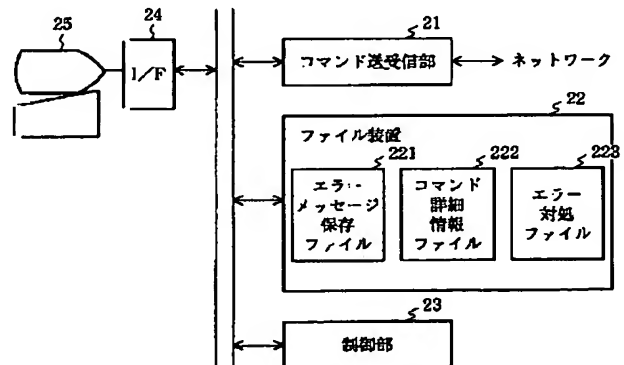 25
24
I/F
21
コマンド送受信部
ネットワーク
22
ファイル装置
221
エラー
メッセージ
保存
ファイル
222
コマンド
詳細
情報
ファイル
223
エラー
対処
ファイル
23
制御部